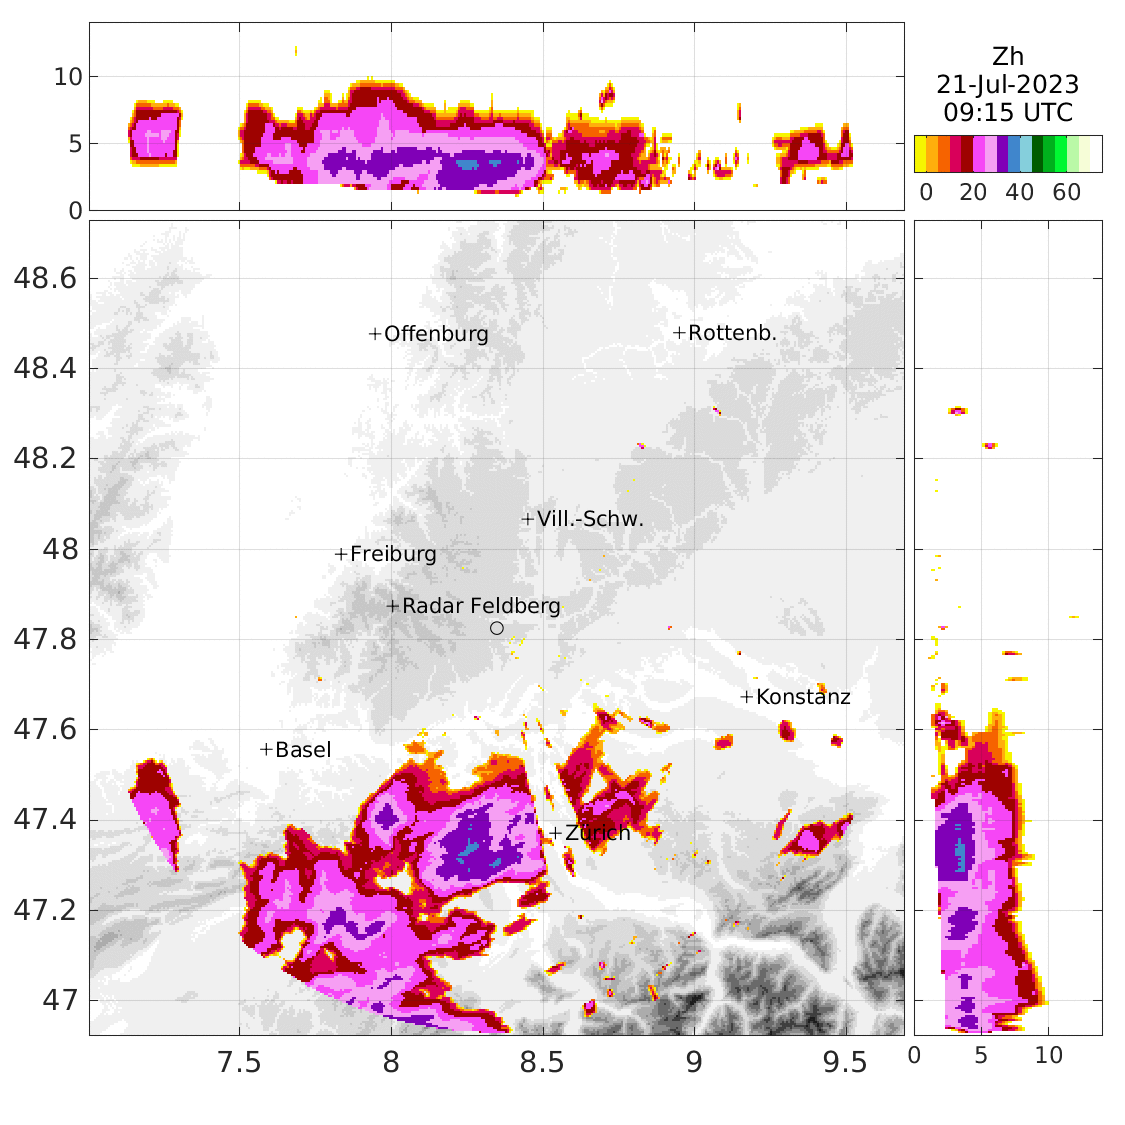 Zh
21-Jul-2023
09:15 UTC
0 20 40 60
10
5
0
48.6
48.4
48.2
48
47.8
47.6
47.4
47.2
47
Offenburg
Rottenb.
Vill.-Schw.
Freiburg
Radar Feldberg
Konstanz
Basel
Zürich
7.5 8 8.5 9 9.5
0 5 10